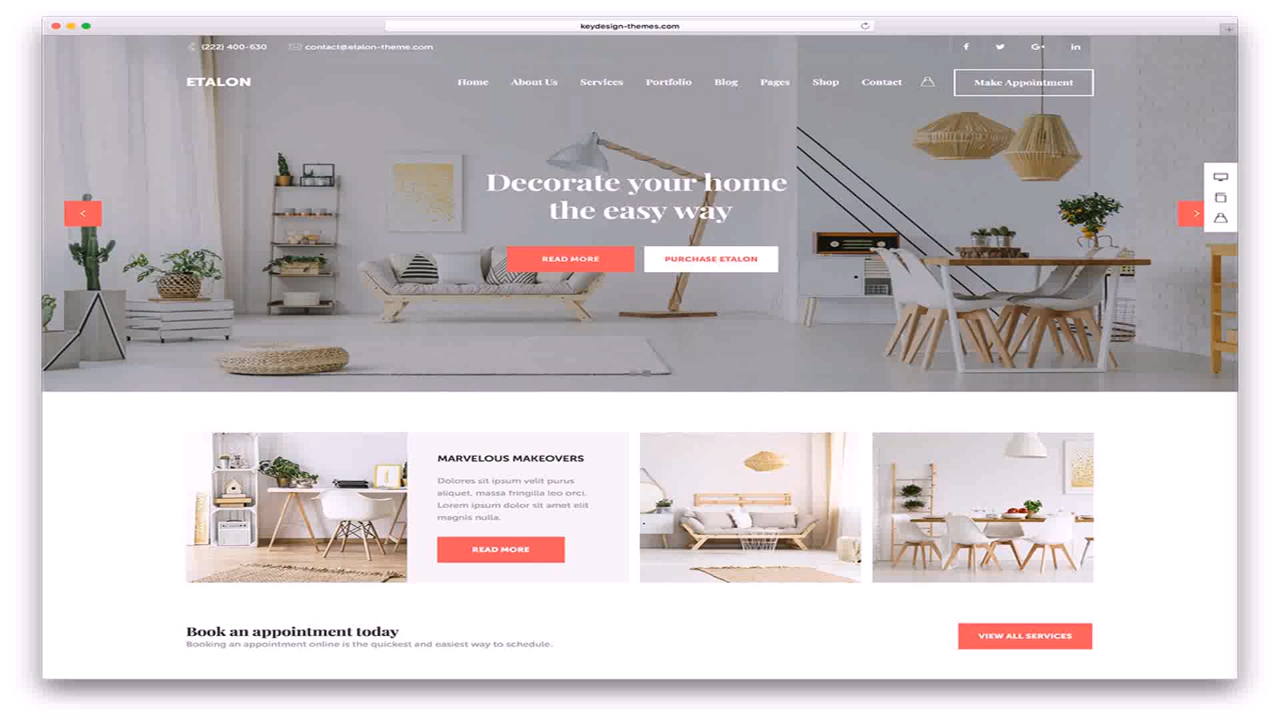 keydesign-themes.com
(222) 400-630 contact@etalon-theme.com
ETALON Home About Us Services Portfolio Blog Pages Shop Contact Make Appointment
Decorate your home
the easy way
READ MORE PURCHASE ETALON
MARVELOUS MAKEOVERS
Dolores sit ipsum velit purus
aliquet, massa fringilla leo orci.
Lorem ipsum dolor sit amet elit
magnis nulla.
READ MORE
Book an appointment today
Booking an appointment online is the quickest and easiest way to schedule.
VIEW ALL SERVICES